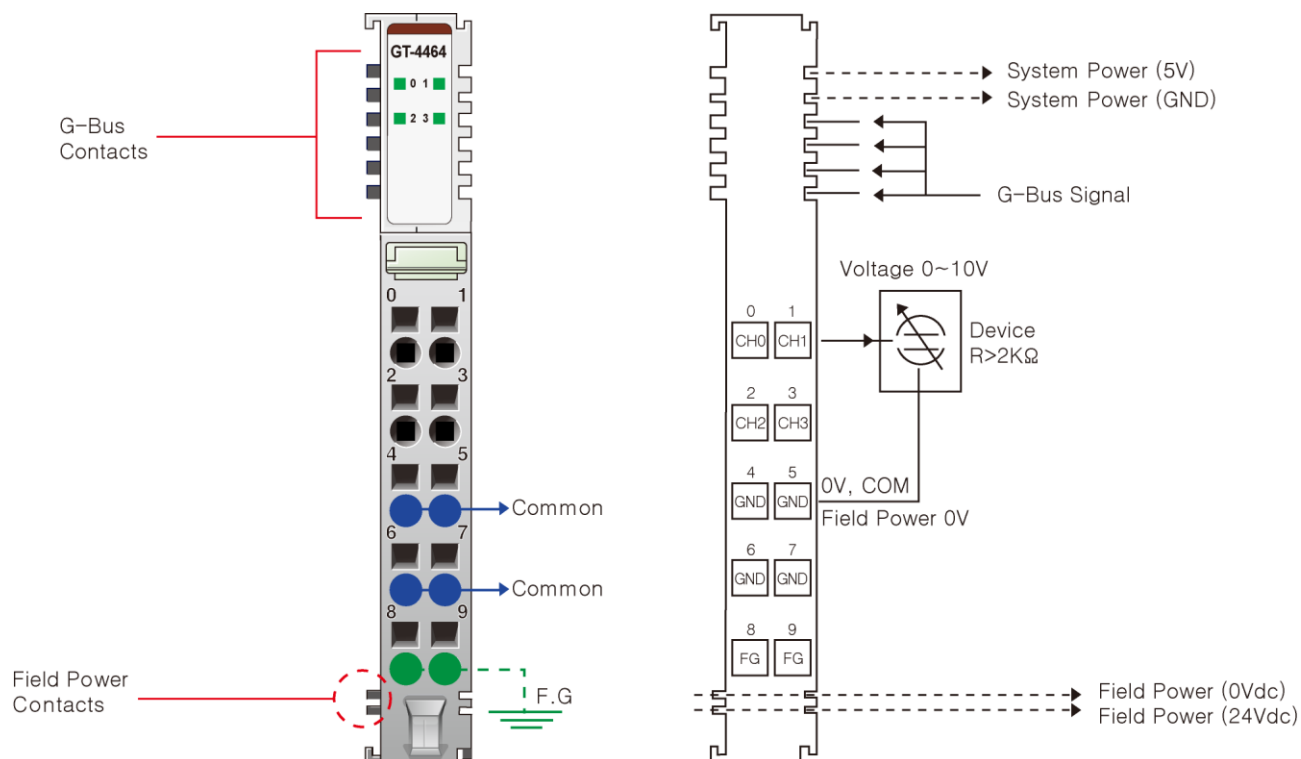 GT-4464
0 1
2 3
G-Bus
Contacts
0 1
2 3
4 5
Common
6 7
Common
8 9
F.G
Field Power
Contacts
System Power (5V)
System Power (GND)
G-Bus Signal
Voltage 0~10V
Device
R>2KΩ
0 1
CH0 CH1
2 3
CH2 CH3
4 5
GND GND
0V, COM
Field Power 0V
6 7
GND GND
8 9
FG FG
Field Power (0Vdc)
Field Power (24Vdc)